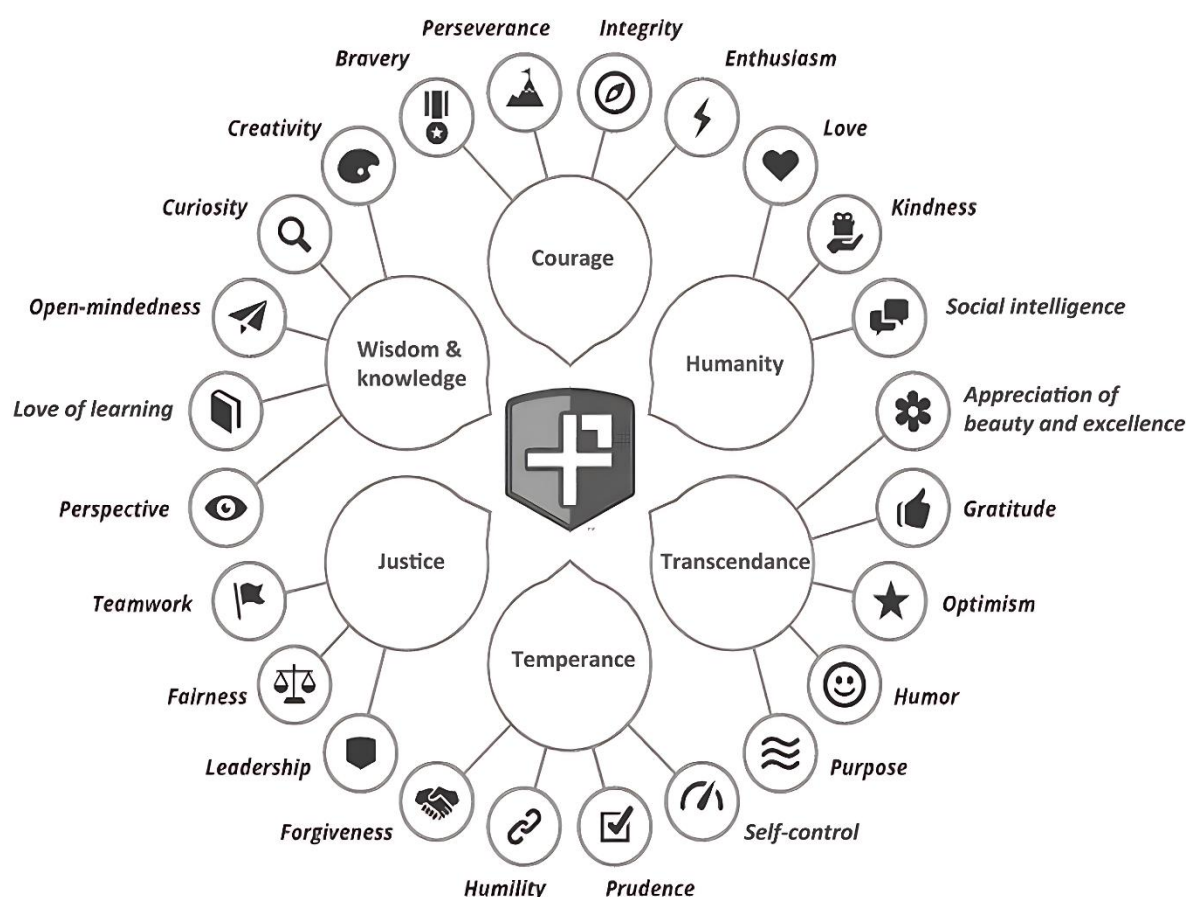 Perseverance
Integrity
Bravery
Enthusiasm
Creativity
Love
Curiosity
Kindness
Courage
Open-mindedness
Social intelligence
Wisdom &
knowledge
Humanity
Love of learning
Appreciation of
beauty and excellence
Perspective
Gratitude
Justice
Transcendance
Teamwork
Optimism
Temperance
Fairness
Humor
Leadership
Purpose
Forgiveness
Self-control
Humility
Prudence